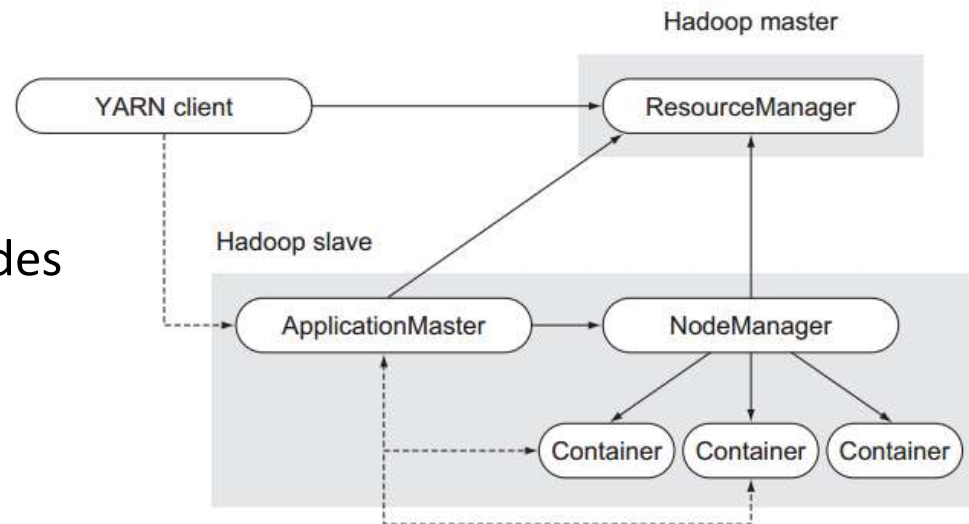 Hadoop master
YARN client
ResourceManager
des
Hadoop slave
ApplicationMaster
NodeManager
Container
Container
Container